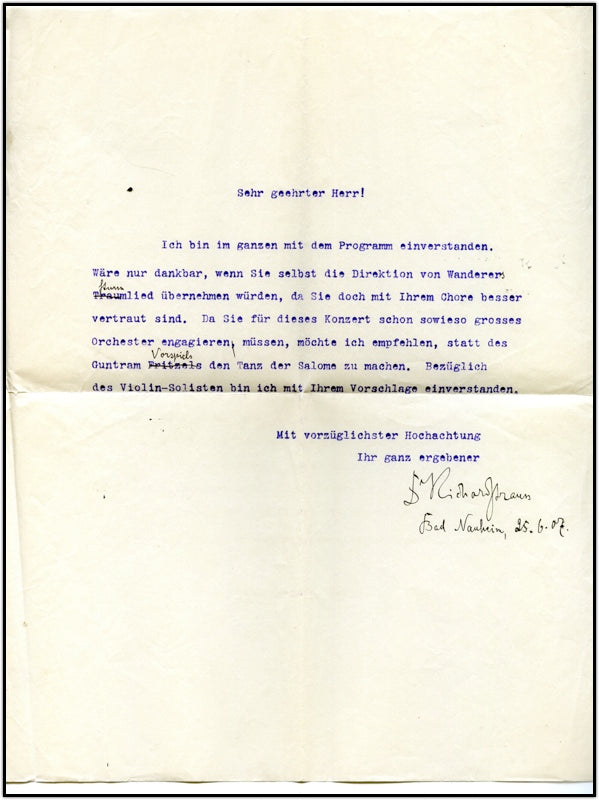 Sehr geehrter Herr!
Ich bin im ganzen mit dem Programm einverstanden.
Wäre nur dankbar, wenn Sie selbst die Direktion von Wanderers
sturm
Traumlied übernehmen würden, da Sie doch mit Ihrem Chore besser
vertraut sind. Da Sie für dieses Konzert schon sowieso grosses
Orchester engagieren, müssen, möchte ich empfehlen, statt des
Vorspiels
Guntram Fritzels den Tanz der Salome zu machen. Bezüglich
des Violin-Solisten bin ich mit Ihrem Vorschlage einverstanden.
Mit vorzüglichster Hochachtung
Ihr ganz ergebener
Dr Richard Strauss
Bad Nauheim, 25.6.07.